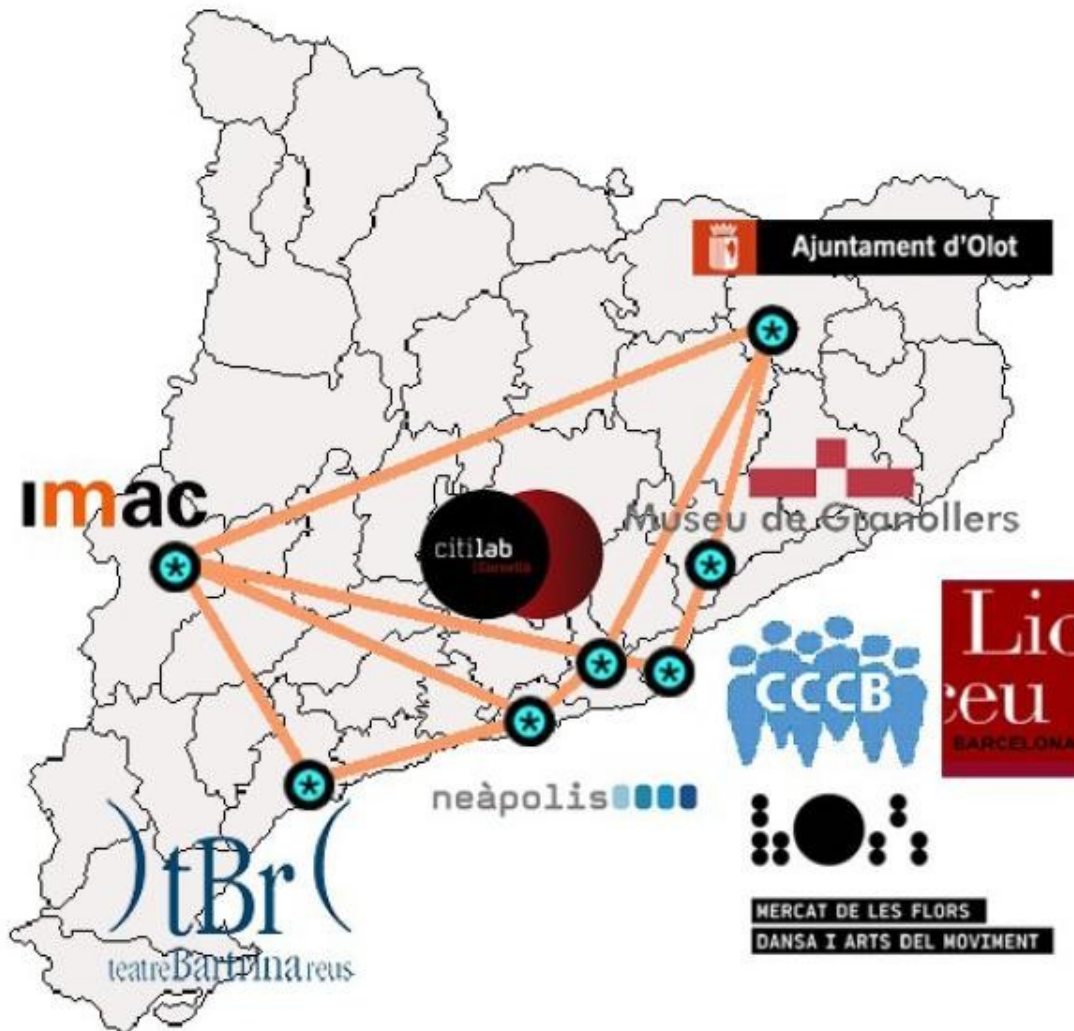 Ajuntament d'Olot
ımac
citilab
Cornellà
Museu de Granollers
CCCB
Lic
ceu
BARCELONA
neàpolis
)tBr(
teatreBartrinareus
MERCAT DE LES FLORS
DANSA I ARTS DEL MOVIMENT